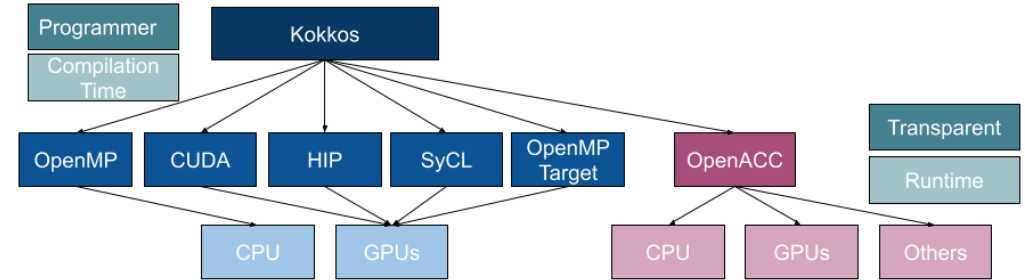 Programmer
Kokkos
Compilation
Time
Transparent
OpenMP
CUDA
HIP
SyCL
OpenMP
Target
OpenACC
Runtime
CPU
GPUs
CPU
GPUs
Others